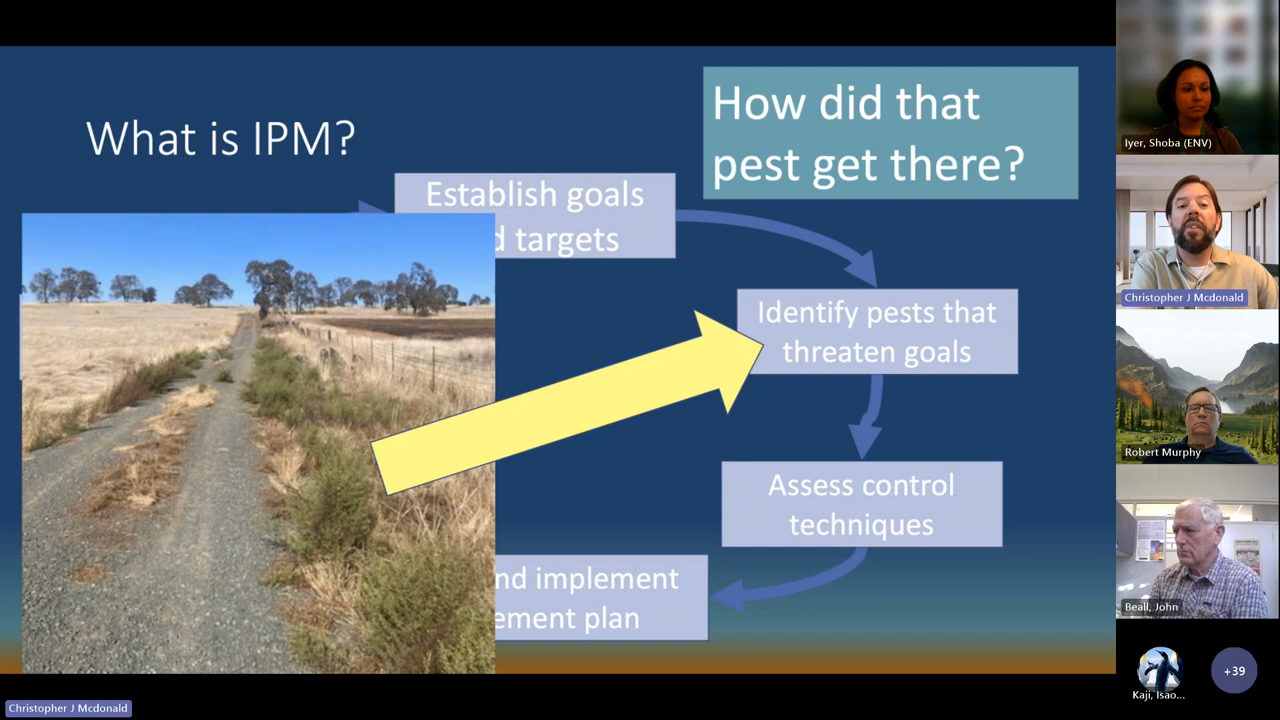 What is IPM?
How did that
pest get there?
Establish goals
d targets
Identify pests that
threaten goals
Assess control
techniques
nd implement
ement plan
Iyer, Shoba (ENV)
Christopher J Mcdonald
Robert Murphy
Beall, John
Kaji, Isao...
+39
Christopher J Mcdonald